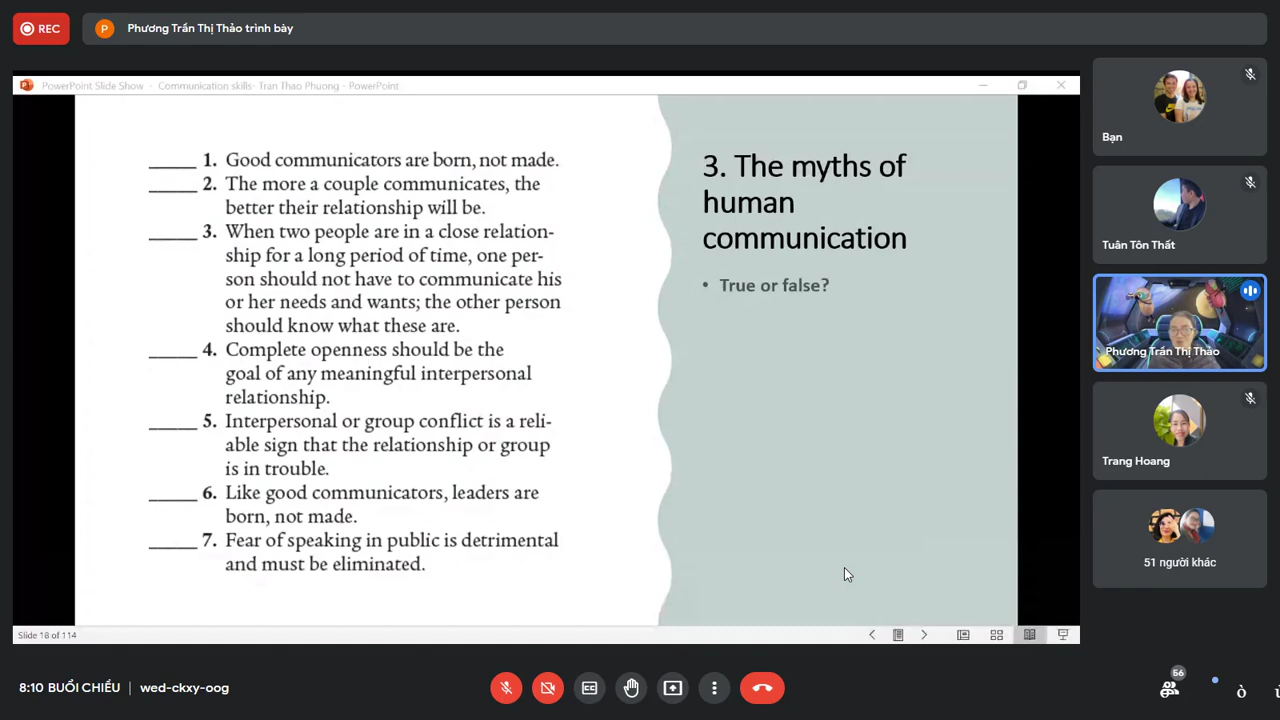 REC
P
Phương Trần Thị Thảo trình bày
PowerPoint Slide Show - Communication skills- Tran Thao Phuong - PowerPoint
_____ 1. Good communicators are born, not made.
_____ 2. The more a couple communicates, the
better their relationship will be.
_____ 3. When two people are in a close relation-
ship for a long period of time, one per-
son should not have to communicate his
or her needs and wants; the other person
should know what these are.
_____ 4. Complete openness should be the
goal of any meaningful interpersonal
relationship.
_____ 5. Interpersonal or group conflict is a reli-
able sign that the relationship or group
is in trouble.
_____ 6. Like good communicators, leaders are
born, not made.
_____ 7. Fear of speaking in public is detrimental
and must be eliminated.
3. The myths of
human
communication
• True or false?
Slide 18 of 114
Bạn
Tuân Tôn Thất
Phương Trần Thị Thảo
Trang Hoang
51 người khác
8:10 BUỔI CHIỀU | wed-ckxy-oog
56